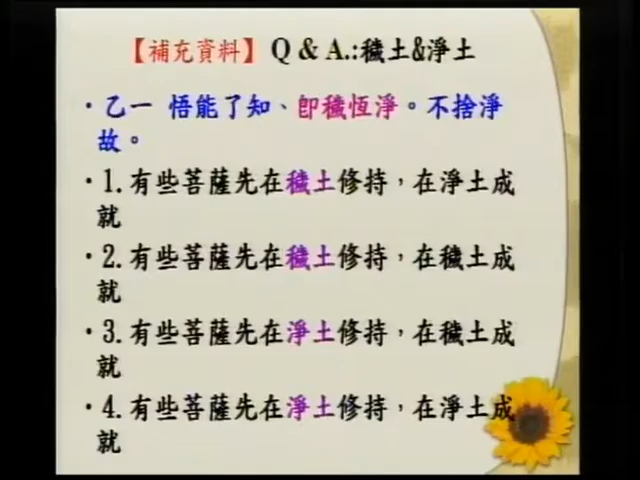 【補充資料】 Q & A.:穢土&淨土
・乙一 悟能了知、即穢恆淨。不捨淨
故。
・1.有些菩薩先在穢土修持，在淨土成
就
・2.有些菩薩先在穢土修持，在穢土成
就
・3.有些菩薩先在淨土修持，在穢土成
就
・4.有些菩薩先在淨土修持，在淨土成
就